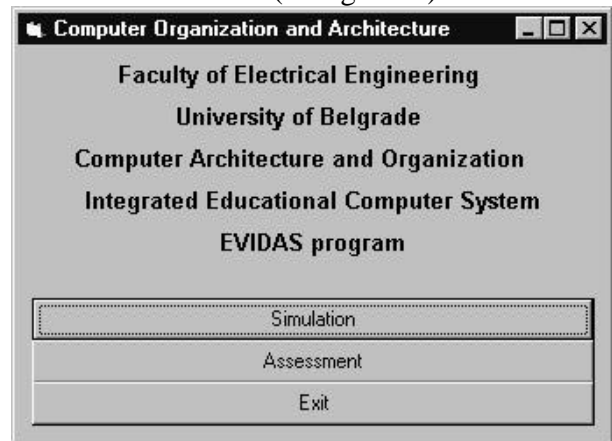 Computer Organization and Architecture
Faculty of Electrical Engineering
University of Belgrade
Computer Architecture and Organization
Integrated Educational Computer System
EVIDAS program
Simulation
Assessment
Exit